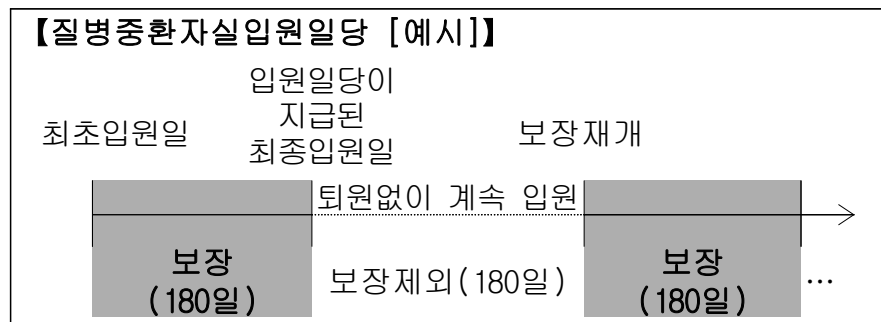 【질병중환자실입원일당 [예시]】
최초입원일
입원일당이
지급된
최종입원일
보장재개
퇴원없이 계속 입원
보장
(180일)
보장제외(180일)
보장
(180일)
…